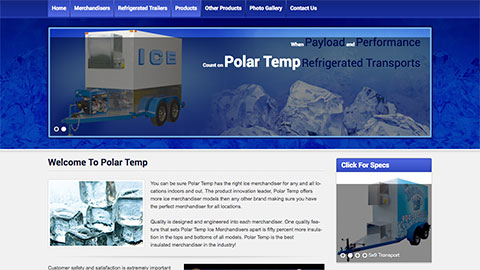 Home Merchandisers Refrigerated Trailers Products Other Products Photo Gallery Contact Us
ICE
When Payload and Performance
Count on Polar Temp Refrigerated Transports
Welcome To Polar Temp
You can be sure Polar Temp has the right ice merchandiser for any and all lo-
cations indoors and out. The product innovation leader, Polar Temp offers
more ice merchandiser models then any other brand making sure you have
the perfect merchandiser for all locations.
Quality is designed and engineered into each merchandiser. One quality fea-
ture that sets Polar Temp Ice Merchandisers apart is fifty percent more insula-
tion in the tops and bottoms of all models. Polar Temp is the best
insulated merchandiser in the industry!
Customer safety and satisfaction is extremely important
Click For Specs
5x9 Transport